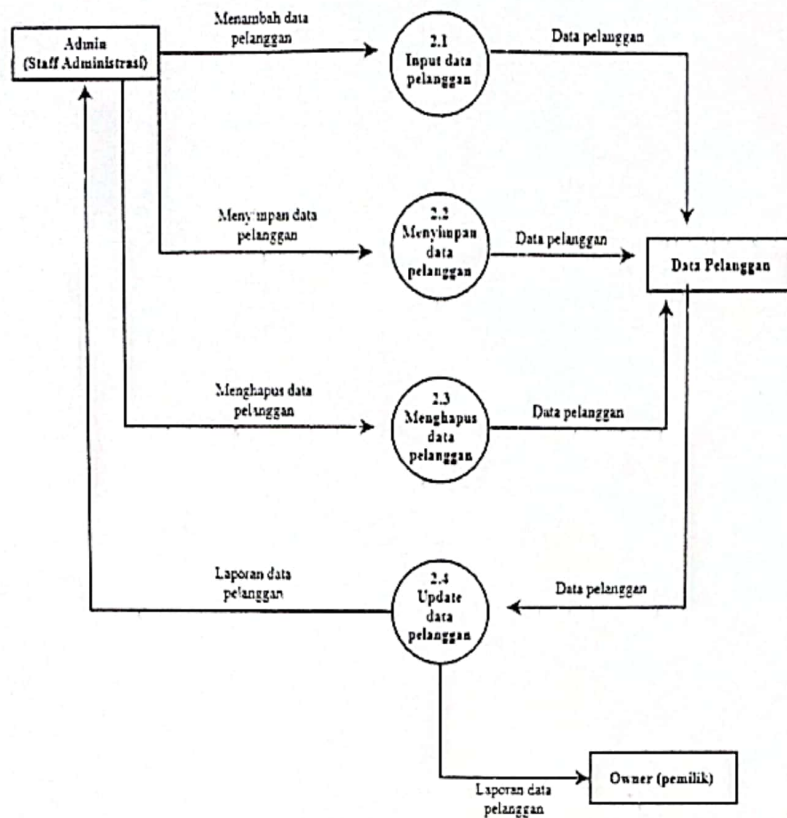 Admin
(Staff Administrasi)
Menambah data
pelanggan
2.1
Input data
pelanggan
Data pelanggan
Menyimpan data
pelanggan
2.2
Menyimpan
data
pelanggan
Data pelanggan
Data Pelanggan
Menghapus data
pelanggan
2.3
Menghapus
data
pelanggan
Data pelanggan
Laporan data
pelanggan
2.4
Update
data
pelanggan
Data pelanggan
Laporan data
pelanggan
Owner (pemilik)